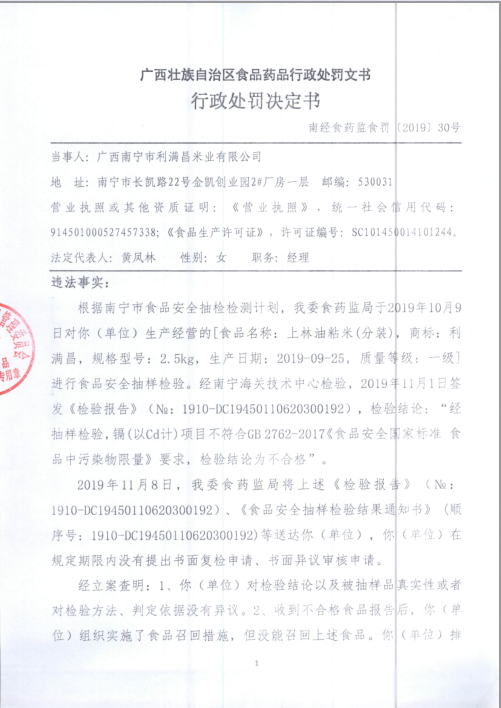 广西壮族自治区食品药品行政处罚文书
行政处罚决定书
南经食药监食罚〔2019〕30号
当事人：广西南宁市利满昌米业有限公司
地 址：南宁市长凯路22号金凯创业园2#厂房一层 邮编：530031
营业执照或其他资质证明：《营业执照》，统一社会信用代码：
914501000527457338；《食品生产许可证》，许可证编号：SC10145001410​1244。
法定代表人：黄凤林 性别：女 职务：经理
违法事实：
根据南宁市食品安全抽检检测计划，我委食药监局于2019年10月9
日对你（单位）生产经营的[食品名称：上林油粘米(分装)，商标：利
满昌，规格型号：2.5kg，生产日期：2019-09-25，质量等级：一级]
进行食品安全抽样检验。经南宁海关技术中心检验，2019年11月1日签
发《检验报告》（№：1910-DC19450110620300192），检验结论：“经
抽样检验,镉(以Cd计)项目不符合GB 2762-2017《食品安全国家标准 食
品中污染物限量》要求，检验结论为不合格”。
2019年11月8日，我委食药监局将上述《检验报告》（№：
1910-DC19450110620300192）、《食品安全抽样检验结果通知书》（顺
序号：1910-DC19450110620300192)等送达你（单位），你（单位）在
规定期限内没有提出书面复检申请、书面异议审核申请。
经立案查明：1、你（单位）对检验结论以及被抽样品真实性或者
对检验方法、判定依据没有异议。2、收到不合格食品报告后，你（单
位）组织实施了食品召回措施，但没能召回上述食品。你（单位）排
1